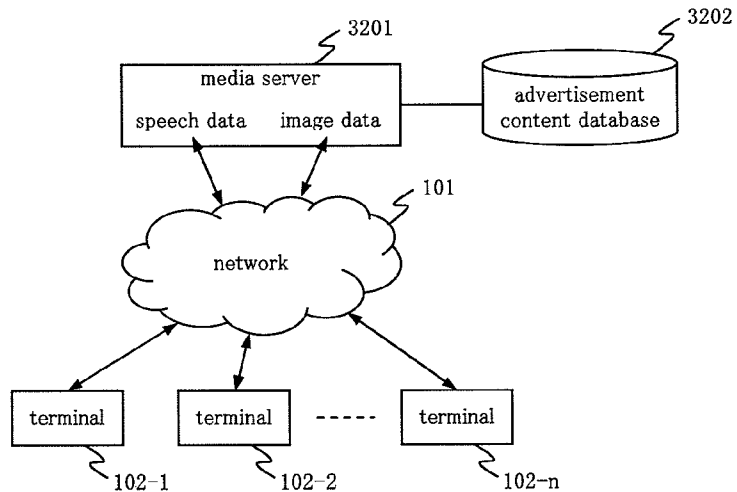 3201
3202
media server
speech data image data
advertisement
content database
101
network
terminal
terminal
terminal
102-1
102-2
102-n